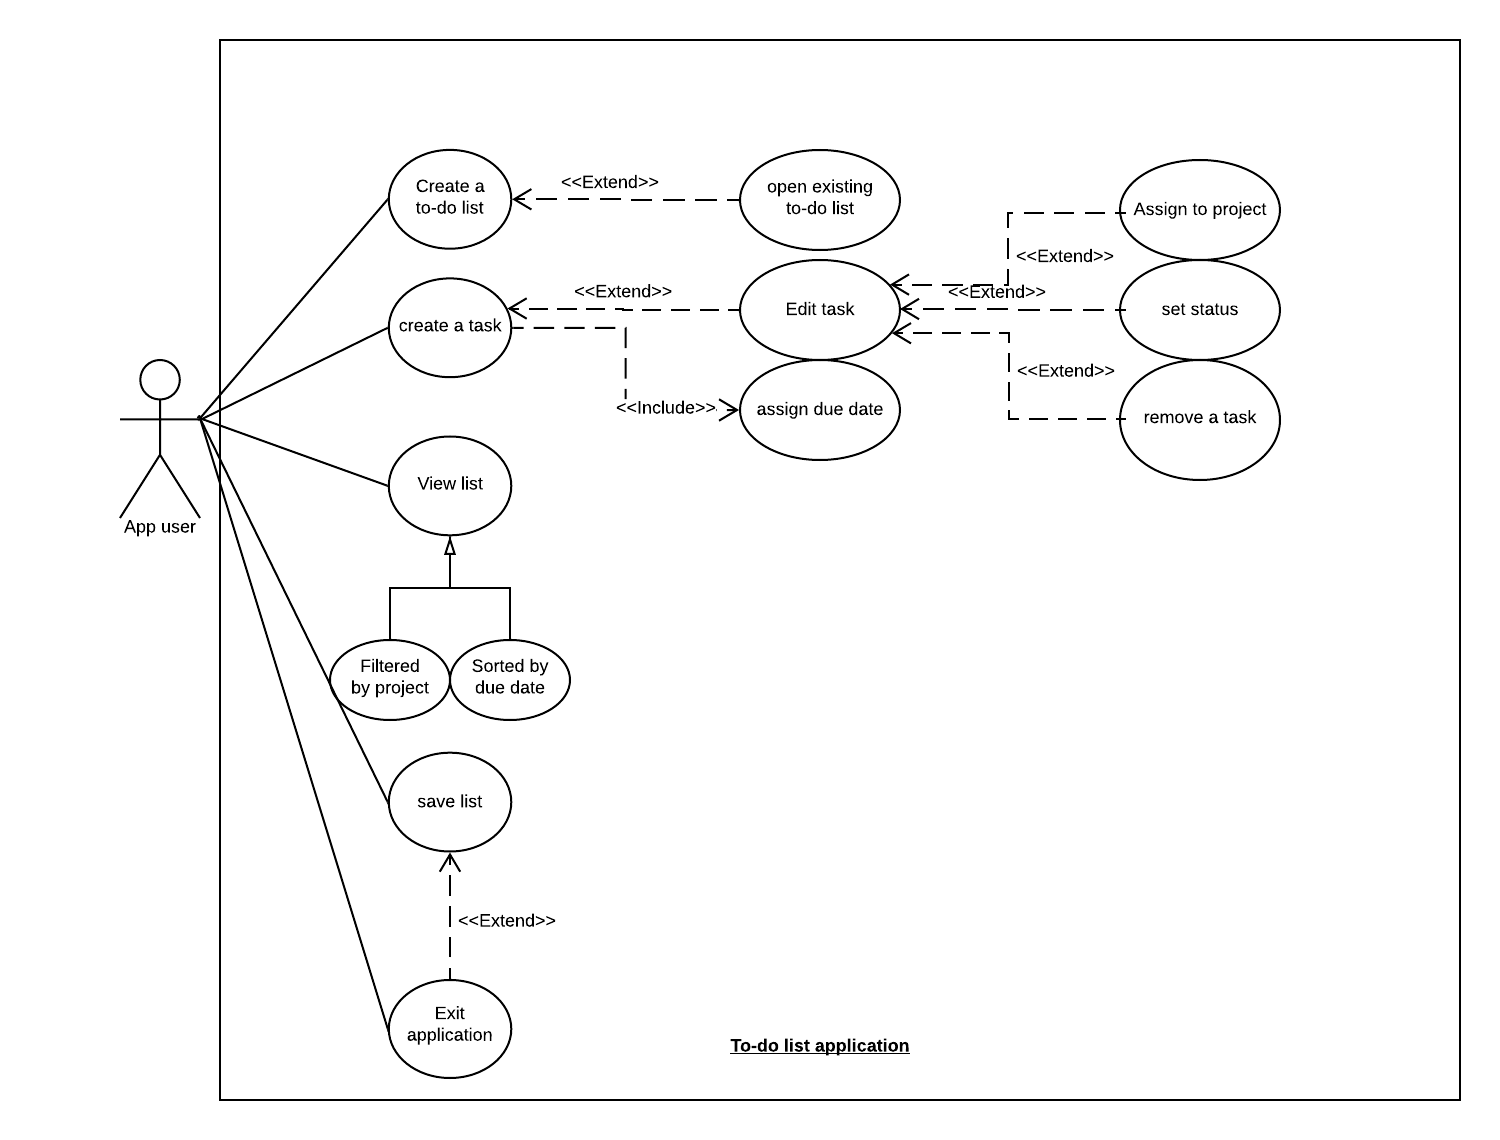 Create a
to-do list
<<Extend>>
open existing
to-do list
Assign to project
<<Extend>>
create a task
<<Extend>>
Edit task
<<Extend>>
set status
<<Extend>>
<<Include>>
assign due date
remove a task
App user
View list
Filtered
by project
Sorted by
due date
save list
<<Extend>>
Exit
application
To-do list application